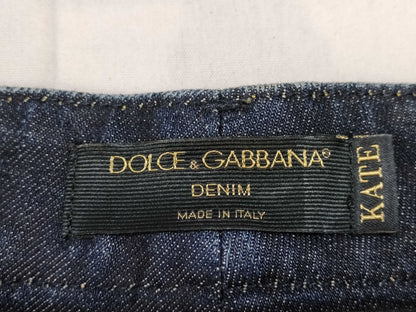 DOLCE & GABBANA®
DENIM
MADE IN ITALY
KATE